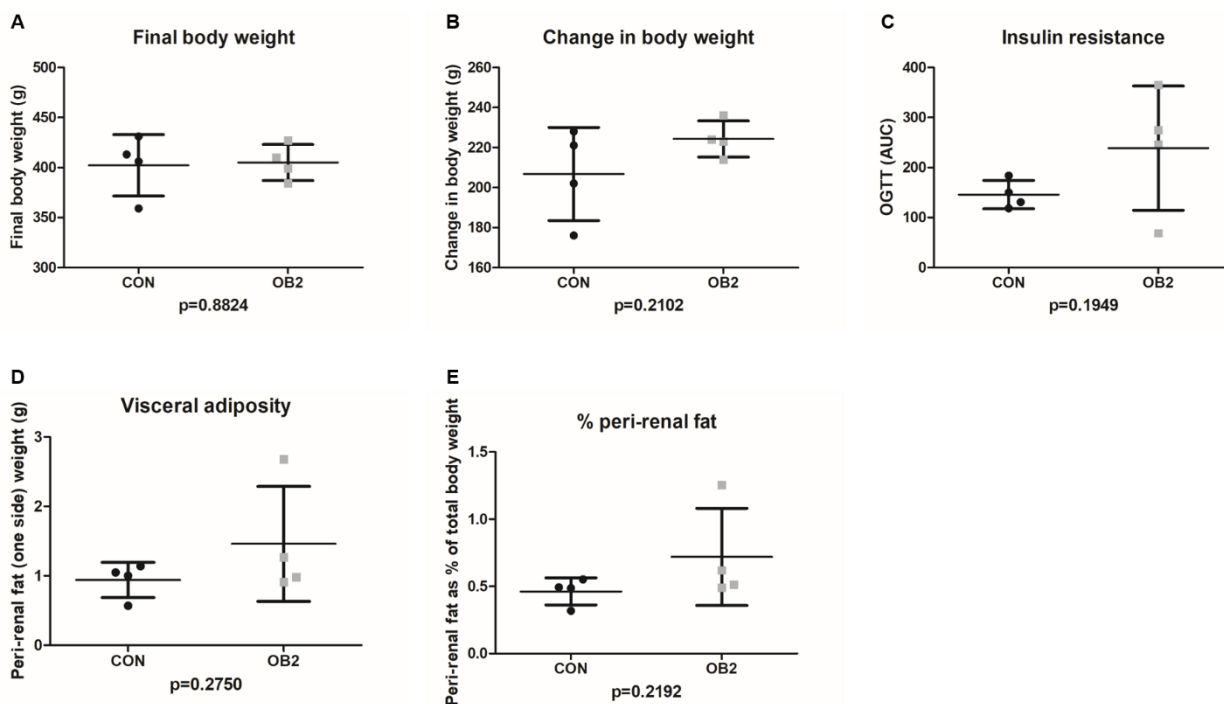 A
Final body weight
Final body weight (g)
500
450
400
350
300
CON OB2
p=0.8824
B
Change in body weight
Change in body weight (g)
260
240
220
200
180
160
CON OB2
p=0.2102
C
Insulin resistance
OGTT (AUC)
400
300
200
100
0
CON OB2
p=0.1949
D
Visceral adiposity
Peri-renal fat (one side) weight (g)
3
2
1
0
CON OB2
p=0.2750
E
% peri-renal fat
Peri-renal fat as % of total body weight
1.5
1.0
0.5
0.0
CON OB2
p=0.2192